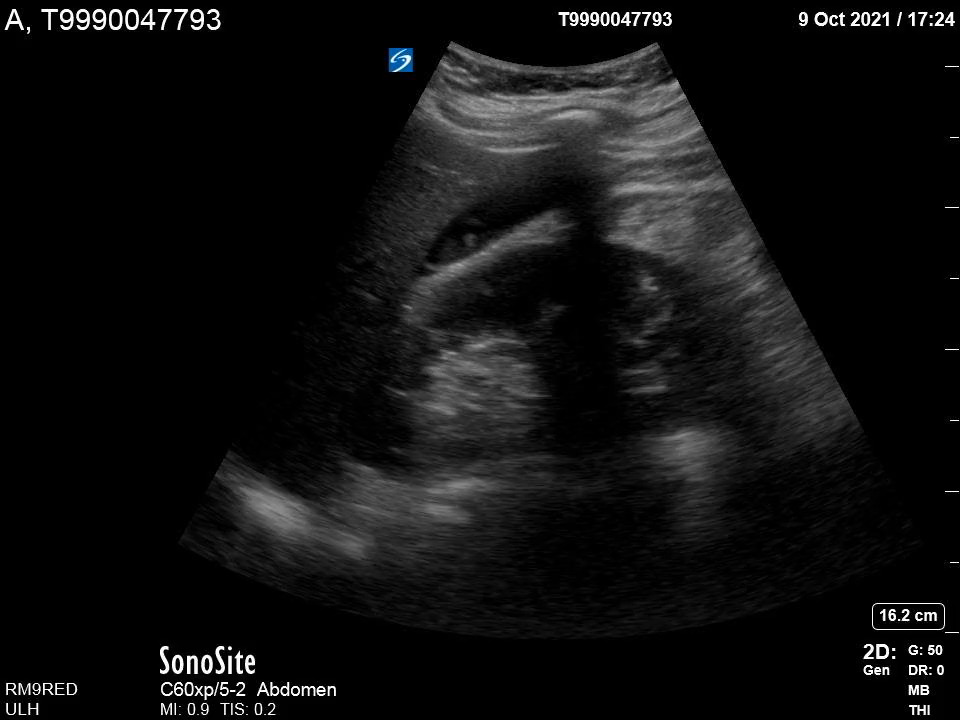 A, T9990047793
T9990047793
9 Oct 2021 / 17:24
16.2 cm
2D:
Gen
G: 50
DR: 0
MB
THI
SonoSite
C60xp/5-2 Abdomen
MI: 0.9 TIS: 0.2
RM9RED
ULH